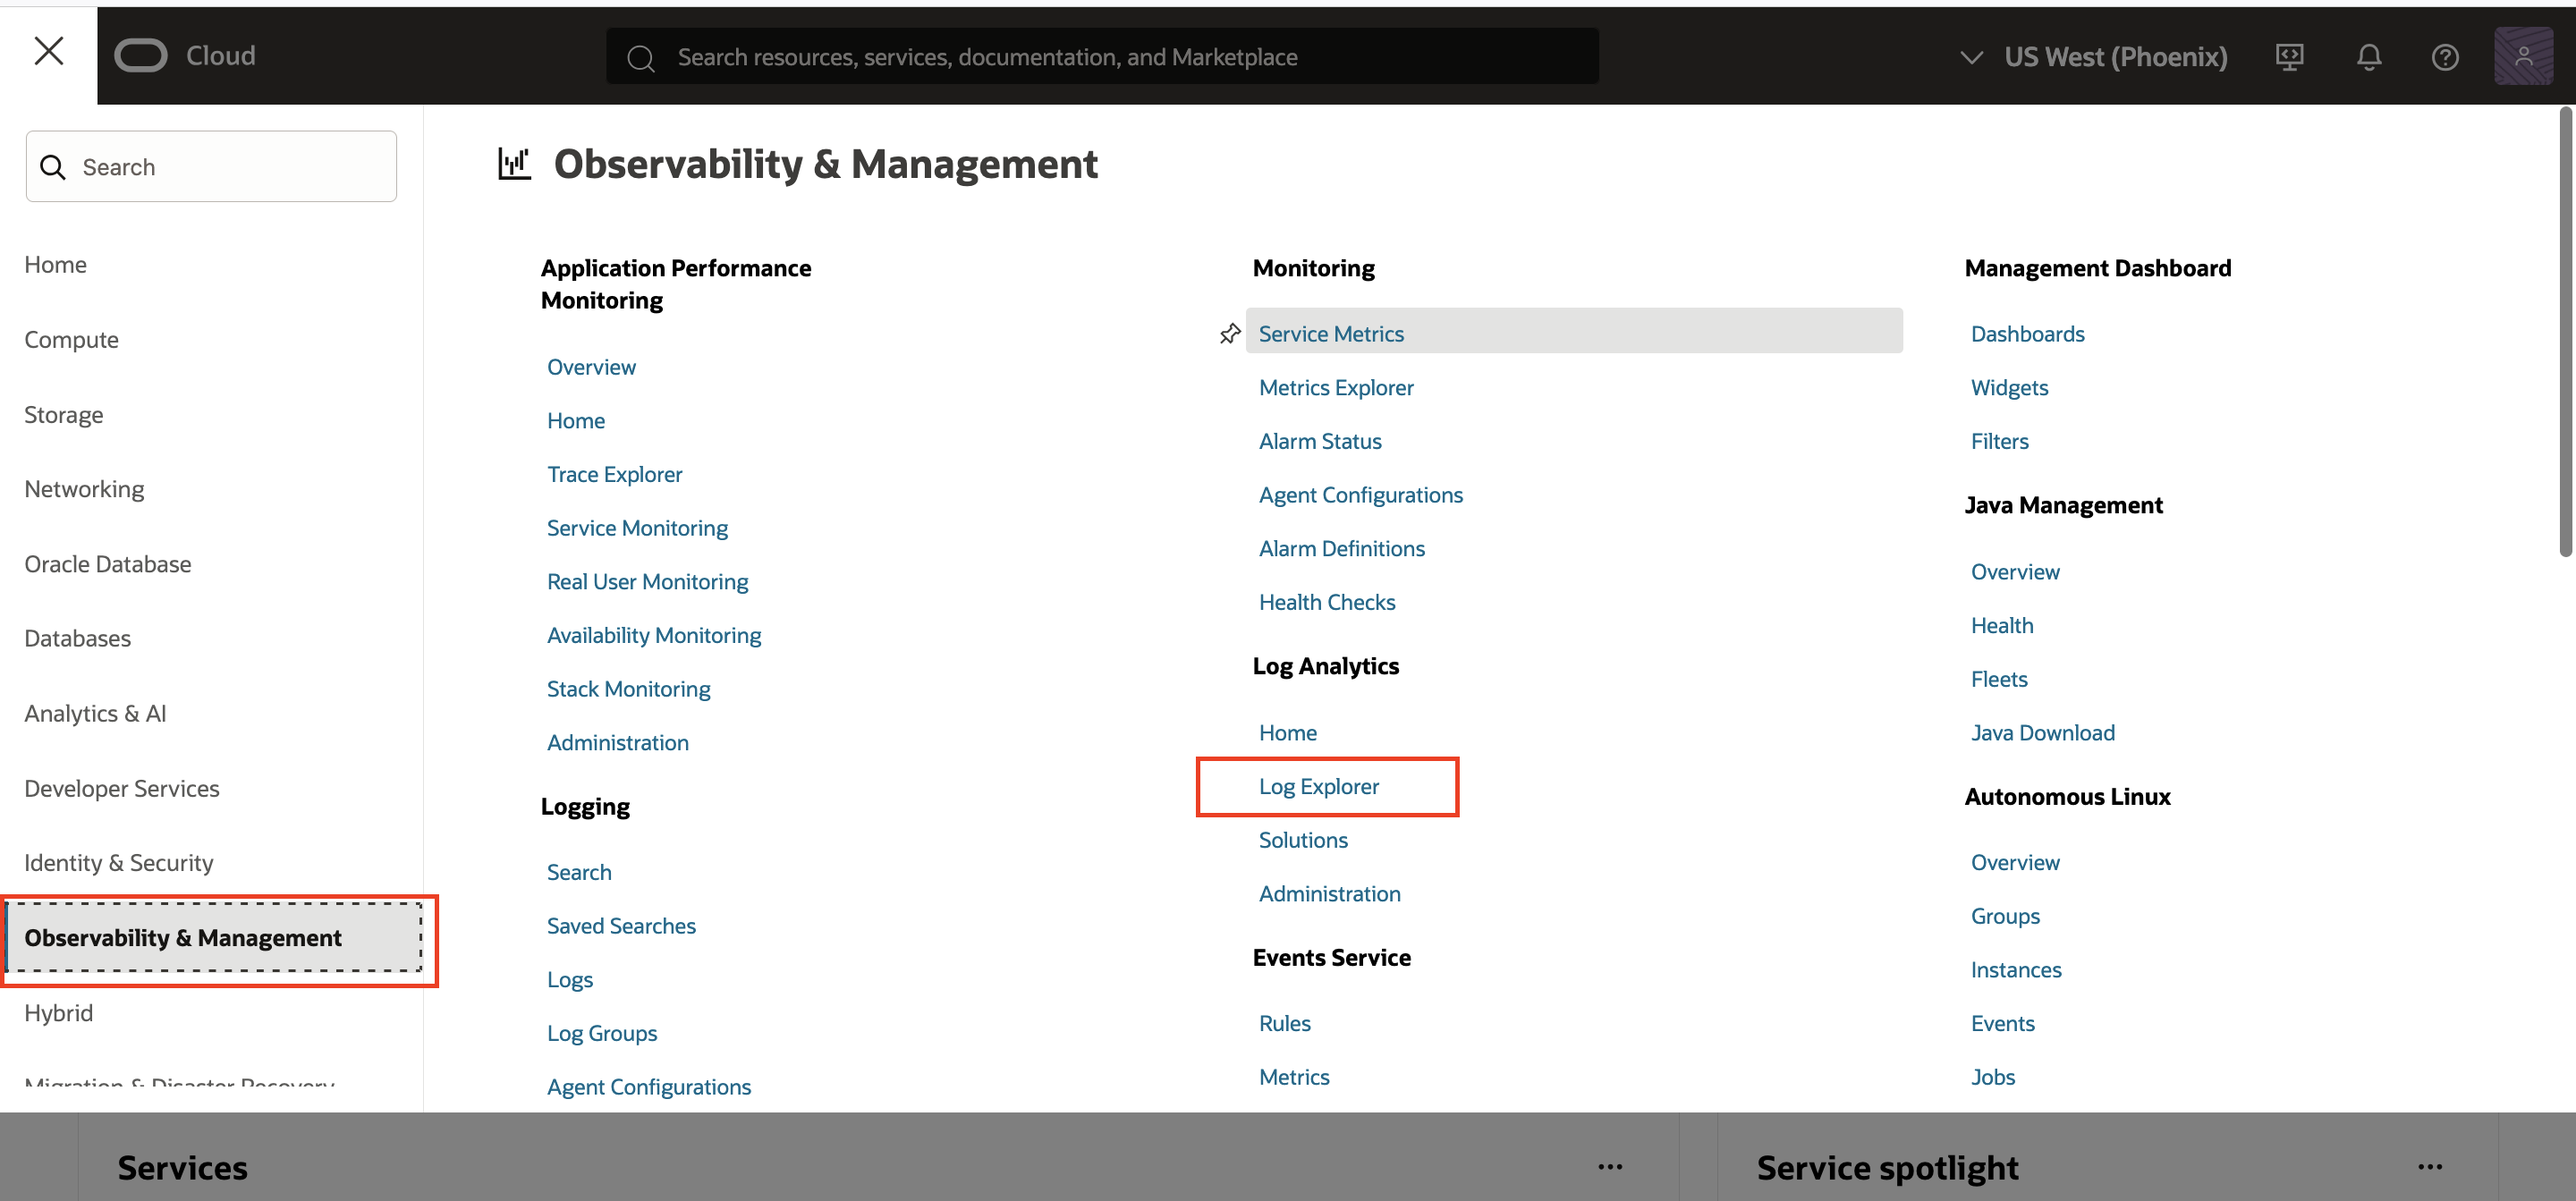 Cloud
Search resources, services, documentation, and Marketplace
US West (Phoenix)
Search
Home
Compute
Storage
Networking
Oracle Database
Databases
Analytics & AI
Developer Services
Identity & Security
Observability & Management
Hybrid
Migration & Disaster Recovery
Observability & Management
Application Performance
Monitoring
Overview
Home
Trace Explorer
Service Monitoring
Real User Monitoring
Availability Monitoring
Stack Monitoring
Administration
Logging
Search
Saved Searches
Logs
Log Groups
Agent Configurations
Monitoring
Service Metrics
Metrics Explorer
Alarm Status
Agent Configurations
Alarm Definitions
Health Checks
Log Analytics
Home
Log Explorer
Solutions
Administration
Events Service
Rules
Metrics
Management Dashboard
Dashboards
Widgets
Filters
Java Management
Overview
Health
Fleets
Java Download
Autonomous Linux
Overview
Groups
Instances
Events
Jobs
Services
Service spotlight